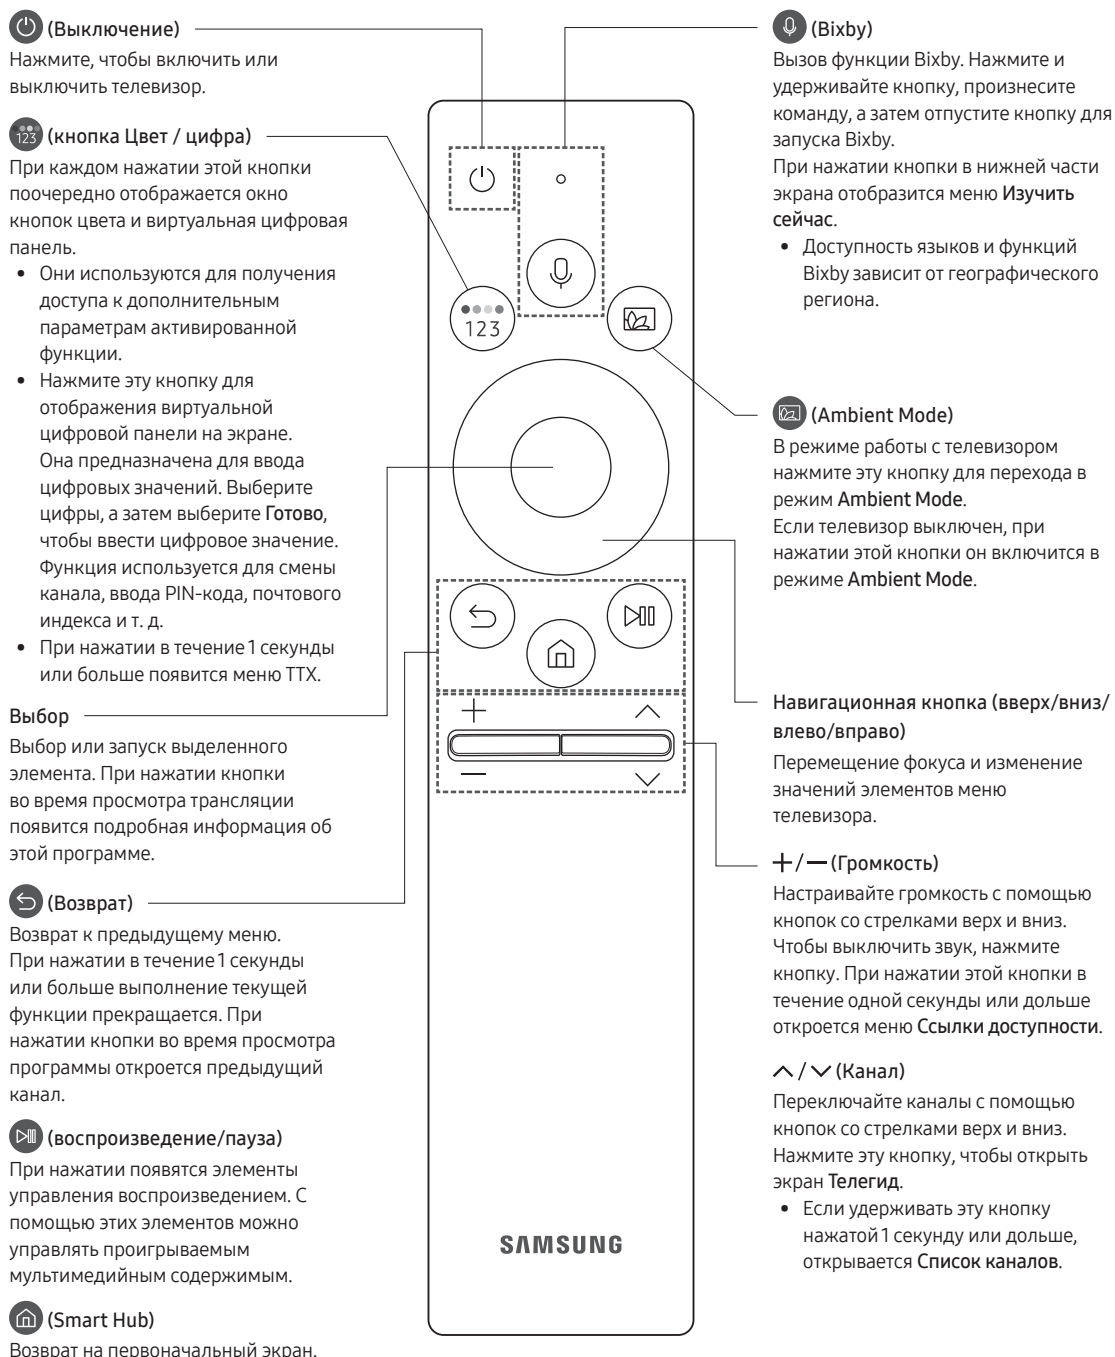 (Выключение)
Нажмите, чтобы включить или
выключить телевизор.
123 (кнопка Цвет / цифра)
При каждом нажатии этой кнопки
поочередно отображается окно
кнопок цвета и виртуальная цифровая
панель.
• Они используются для получения
доступа к дополнительным
параметрам активированной
функции.
• Нажмите эту кнопку для
отображения виртуальной
цифровой панели на экране.
Она предназначена для ввода
цифровых значений. Выберите
цифры, а затем выберите Готово,
чтобы ввести цифровое значение.
Функция используется для смены
канала, ввода PIN-кода, почтового
индекса и т. д.
• При нажатии в течение 1 секунды
или больше появится меню TTX.
Выбор
Выбор или запуск выделенного
элемента. При нажатии кнопки
во время просмотра трансляции
появится подробная информация об
этой программе.
(Возврат)
Возврат к предыдущему меню.
При нажатии в течение 1 секунды
или больше выполнение текущей
функции прекращается. При
нажатии кнопки во время просмотра
программы откроется предыдущий
канал.
(воспроизведение/пауза)
При нажатии появятся элементы
управления воспроизведением. С
помощью этих элементов можно
управлять проигрываемым
мультимедийным содержимым.
(Smart Hub)
Возврат на первоначальный экран.
123
SAMSUNG
(Bixby)
Вызов функции Bixby. Нажмите и
удерживайте кнопку, произнесите
команду, а затем отпустите кнопку для
запуска Bixby.
При нажатии кнопки в нижней части
экрана отобразится меню Изучить
сейчас.
• Доступность языков и функций
Bixby зависит от географического
региона.
(Ambient Mode)
В режиме работы с телевизором
нажмите эту кнопку для перехода в
режим Ambient Mode.
Если телевизор выключен, при
нажатии этой кнопки он включится в
режиме Ambient Mode.
Навигационная кнопка (вверх/вниз/
влево/вправо)
Перемещение фокуса и изменение
значений элементов меню
телевизора.
+/— (Громкость)
Настраивайте громкость с помощью
кнопок со стрелками верх и вниз.
Чтобы выключить звук, нажмите
кнопку. При нажатии этой кнопки в
течение одной секунды или дольше
откроется меню Ссылки доступности.
/ (Канал)
Переключайте каналы с помощью
кнопок со стрелками верх и вниз.
Нажмите эту кнопку, чтобы открыть
экран Телегид.
• Если удерживать эту кнопку
нажатой 1 секунду или дольше,
открывается Список каналов.